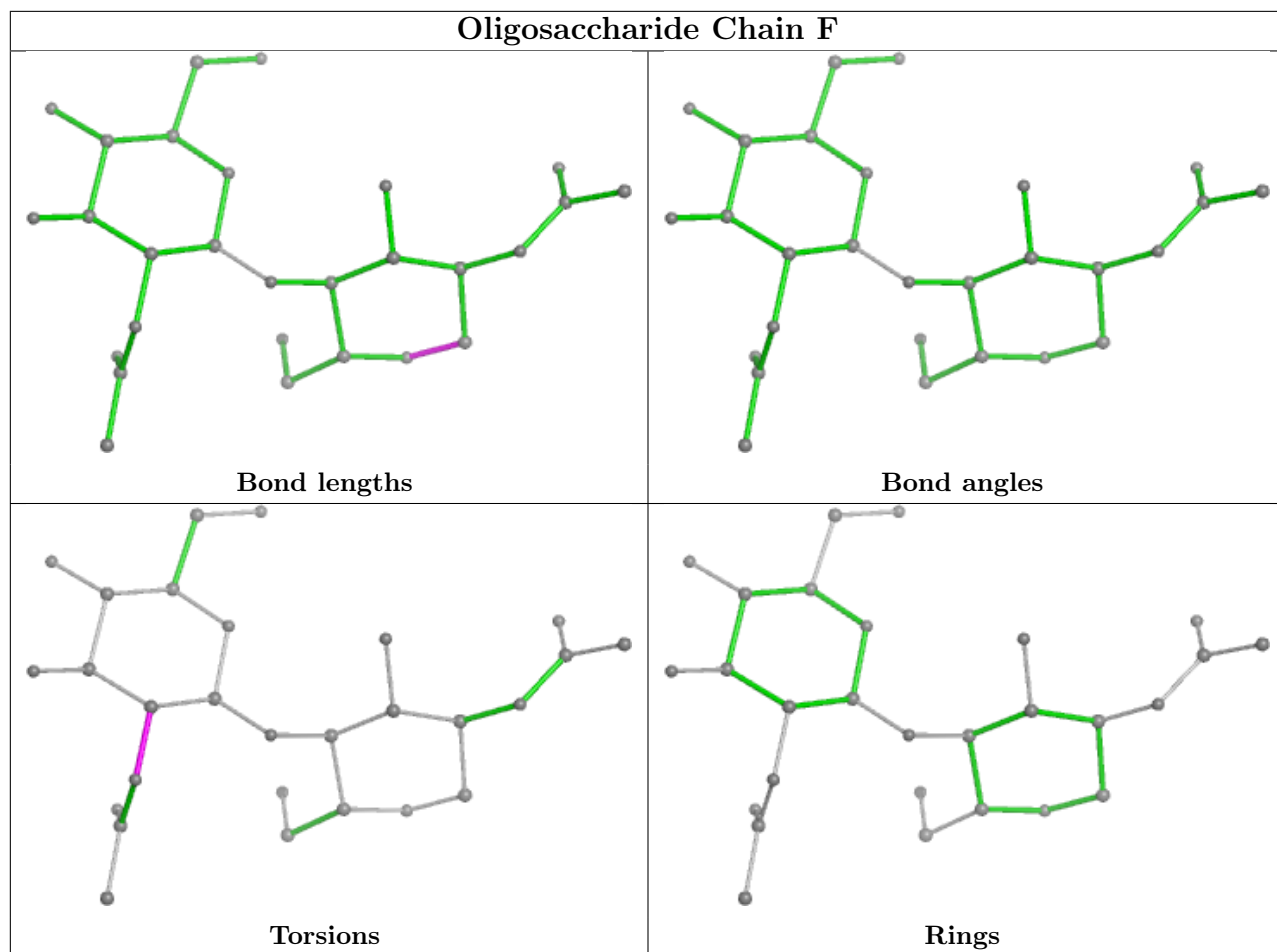 Oligosaccharide Chain F
Bond lengths
Bond angles
Torsions
Rings